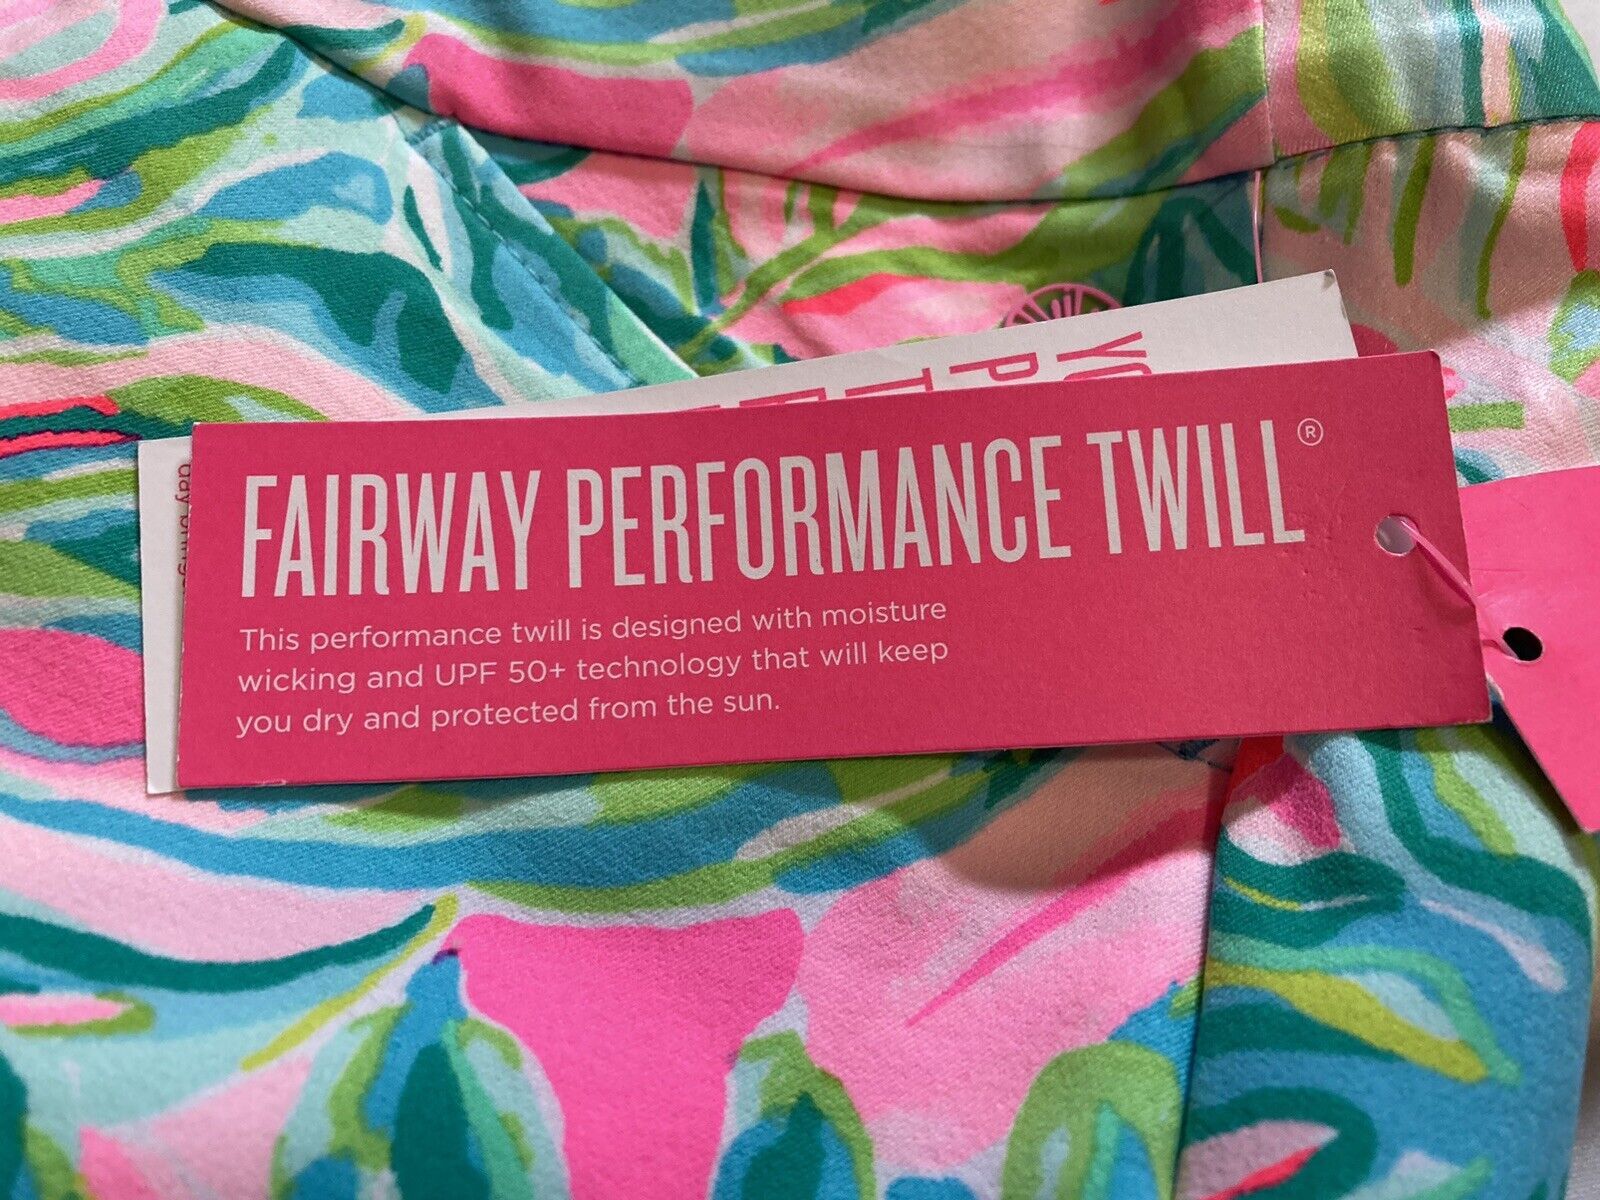 FAIRWAY PERFORMANCE TWILL®
This performance twill is designed with moisture
wicking and UPF 50+ technology that will keep
you dry and protected from the sun.